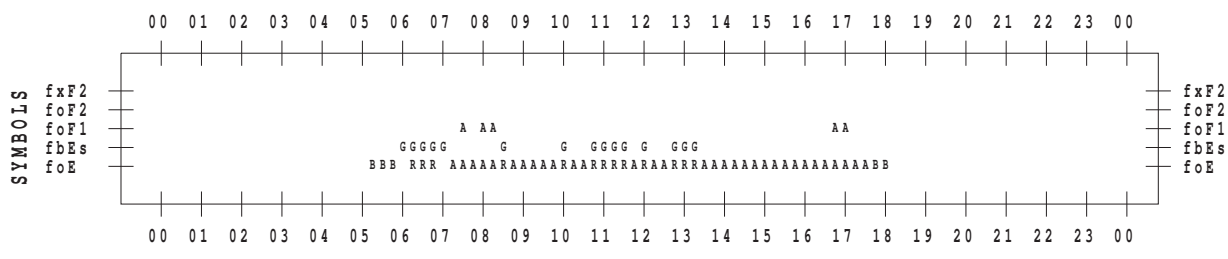 00 01 02 03 04 05 06 07 08 09 10 11 12 13 14 15 16 17 18 19 20 21 22 23 00
SYMBOLS
fxF2 fxF2
foF2 foF2
foF1 A AA AA foF1
fbEs GGGGG G G GGGG G GGG fbEs
foE BBB RRR AAAAARAAAAARAARRRRARAARRRAAAAAAAAAAAAAAAAABB foE
00 01 02 03 04 05 06 07 08 09 10 11 12 13 14 15 16 17 18 19 20 21 22 23 00